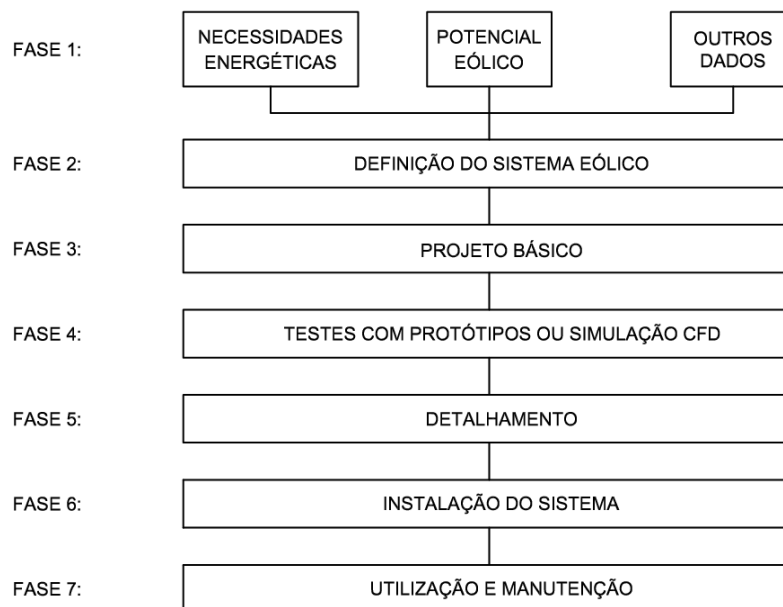 FASE 1:
NECESSIDADES
ENERGÉTICAS
POTENCIAL
EÓLICO
OUTROS
DADOS
FASE 2:
DEFINIÇÃO DO SISTEMA EÓLICO
FASE 3:
PROJETO BÁSICO
FASE 4:
TESTES COM PROTÓTIPOS OU SIMULAÇÃO CFD
FASE 5:
DETALHAMENTO
FASE 6:
INSTALAÇÃO DO SISTEMA
FASE 7:
UTILIZAÇÃO E MANUTENÇÃO